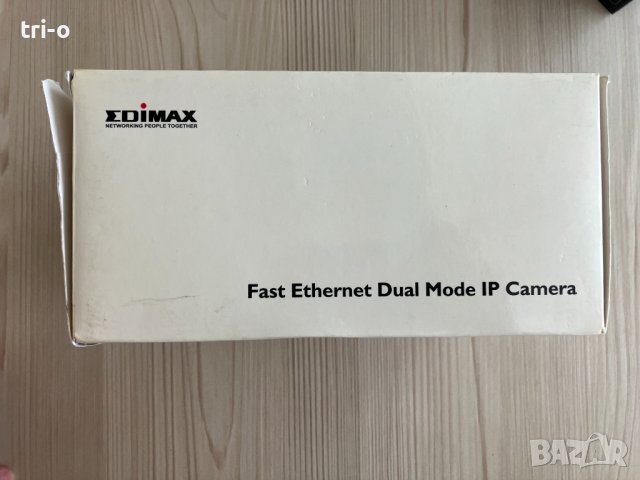 tri-o
EDIMAX
NETWORKING PEOPLE TOGETHER
Fast Ethernet Dual Mode IP Camera
BAZAR